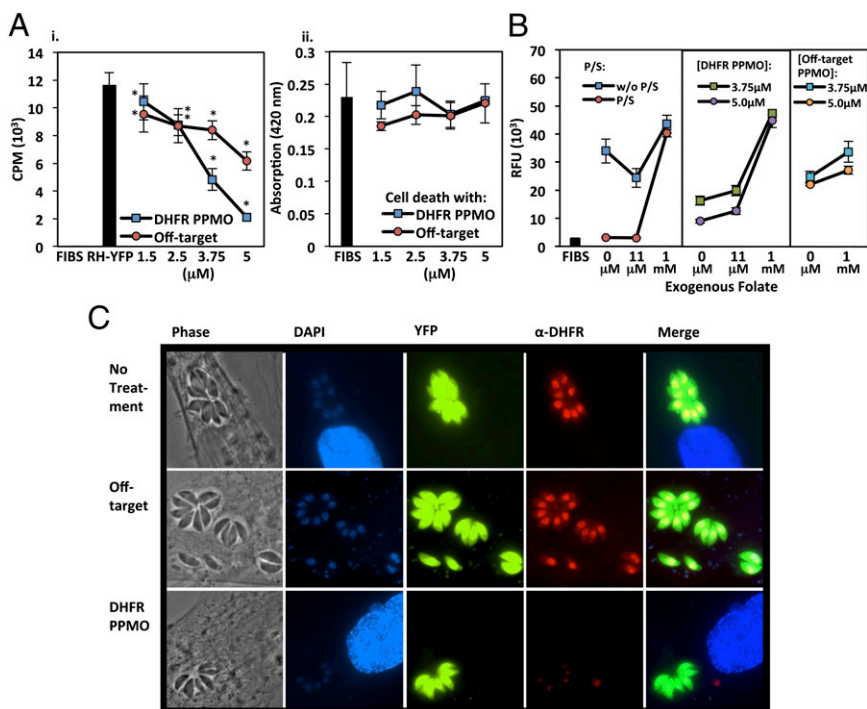 A
i.
14
12
10
8
6
4
2
0
CPM (10³)
* * * * * * *
DHFR PPMO
Off-target
FIBS RH-YFP 1.5 2.5 3.75 5
(μM)
ii.
0.3
0.25
0.2
0.15
0.1
0.05
0
Absorption (420 nm)
Cell death with:
DHFR PPMO
Off-target
FIBS 1.5 2.5 3.75 5
(μM)
B
70
60
50
40
30
20
10
0
RFU (10³)
P/S:
w/o P/S
P/S
[DHFR PPMO]:
3.75μM
5.0μM
[Off-target
PPMO]:
3.75μM
5.0μM
FIBS 0 11 1 0 11 1 0 1
μM μM mM μM μM mM μM mM
Exogenous Folate
C
Phase DAPI YFP α-DHFR Merge
No
Treat-
ment
Off-
target
DHFR
PPMO